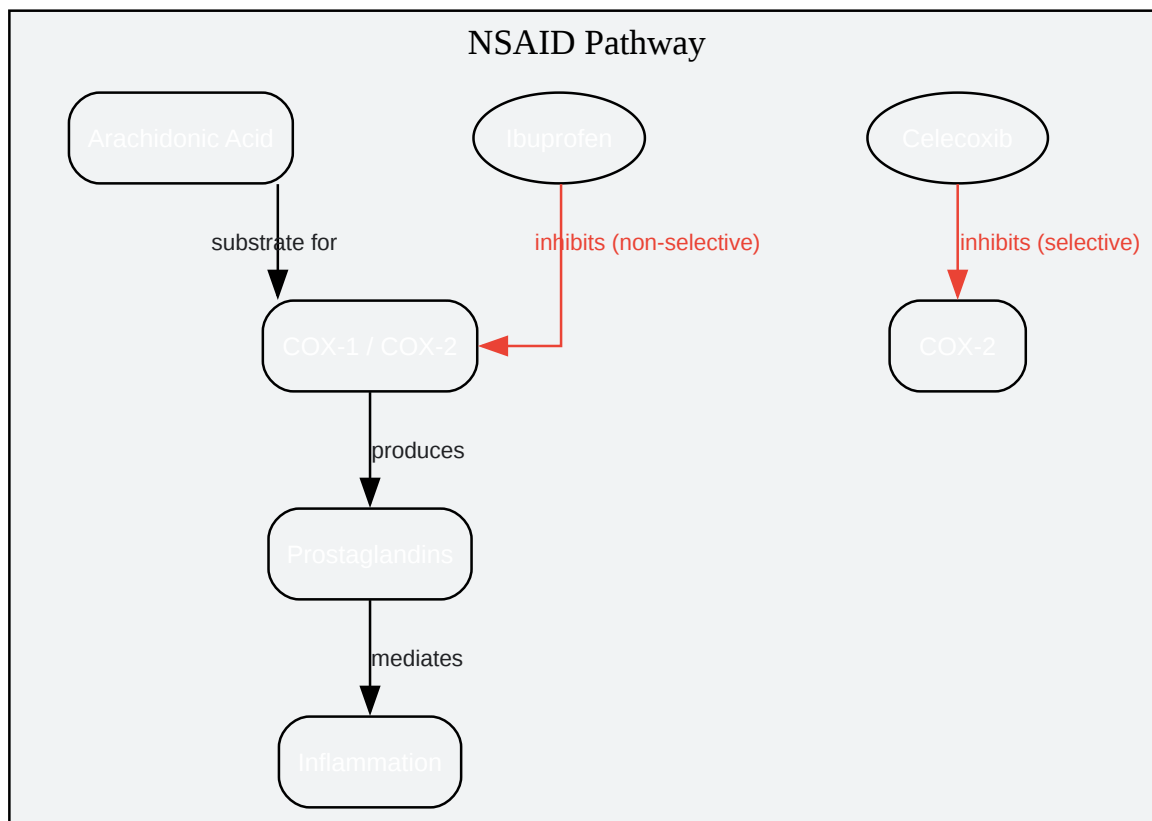 NSAID Pathway
Arachidonic Acid
Ibuprofen
Celecoxib
substrate for
inhibits (non-selective)
inhibits (selective)
COX-1 / COX-2
COX-2
produces
Prostaglandins
mediates
Inflammation